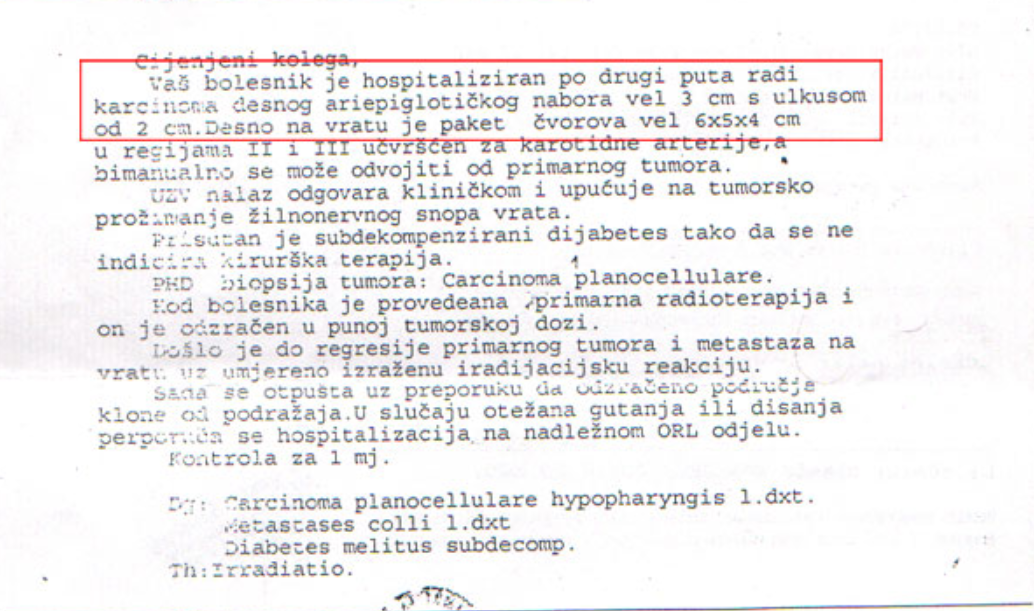 Cijenjeni kolega,
Vaš bolesnik je hospitaliziran po drugi puta radi
karcinoma desnog ariepiglotičkog nabora vel 3 cm s ulkusom
od 2 cm.Desno na vratu je paket čvorova vel 6x5x4 cm
u regijama II i III učvršćen za karotidne arterije,a
bimanualno se može odvojiti od primarnog tumora.
UZV nalaz odgovara kliničkom i upućuje na tumorsko
prožimanje žilnonervnog snopa vrata.
Prisutan je subdekompenzirani dijabetes tako da se ne
indicira kirurška terapija.
PHD biopsija tumora: Carcinoma planocellulare.
Kod bolesnika je provedeana primarna radioterapija i
on je odzračen u punoj tumorskoj dozi.
Došlo je do regresije primarnog tumora i metastaza na
vratu uz umjereno izraženu iradijacijsku reakciju.
Sada se otpušta uz preporuku da odzračeno područje
klone od podražaja.U slučaju otežana gutanja ili disanja
perporuča se hospitalizacija na nadležnom ORL odjelu.
Kontrola za 1 mj.
Dg: Carcinoma planocellulare hypopharyngis l.dxt.
Metastases colli l.dxt
Diabetes melitus subdecomp.
Th:Irradiatio.